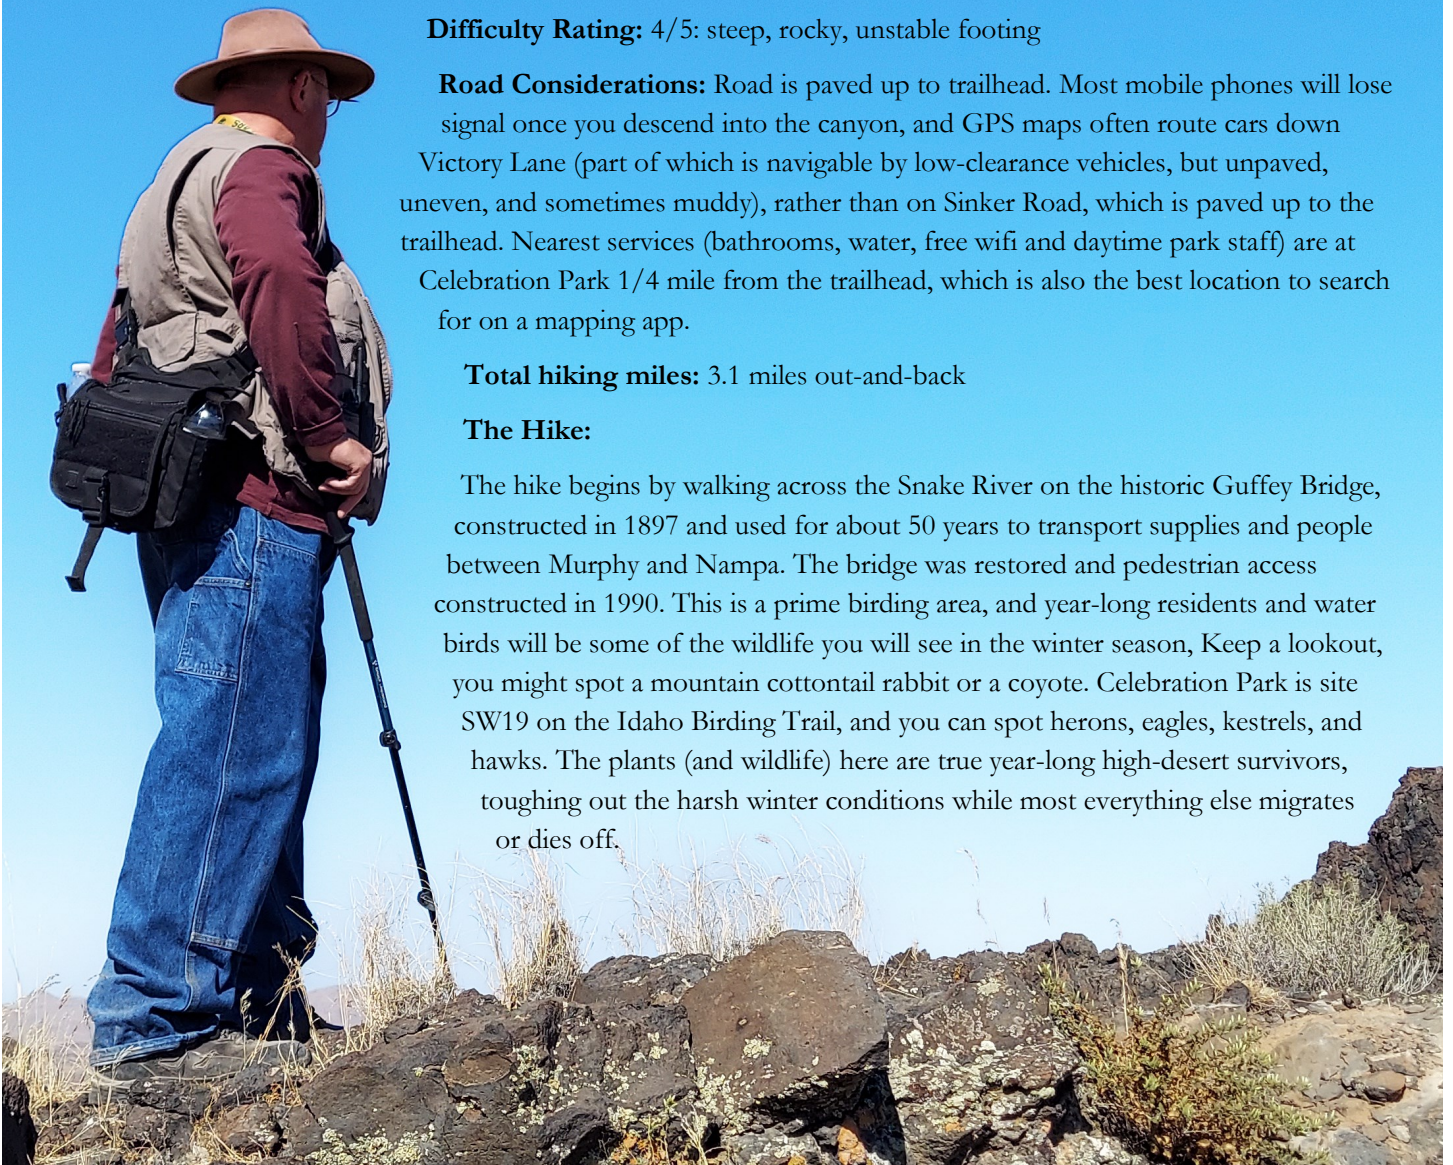 Difficulty Rating: 4/5: steep, rocky, unstable footing
Road Considerations: Road is paved up to trailhead. Most mobile phones will lose
signal once you descend into the canyon, and GPS maps often route cars down
Victory Lane (part of which is navigable by low-clearance vehicles, but unpaved,
uneven, and sometimes muddy), rather than on Sinker Road, which is paved up to the
trailhead. Nearest services (bathrooms, water, free wifi and daytime park staff) are at
Celebration Park 1/4 mile from the trailhead, which is also the best location to search
for on a mapping app.
Total hiking miles: 3.1 miles out-and-back
The Hike:
The hike begins by walking across the Snake River on the historic Guffey Bridge,
constructed in 1897 and used for about 50 years to transport supplies and people
between Murphy and Nampa. The bridge was restored and pedestrian access
constructed in 1990. This is a prime birding area, and year-long residents and water
birds will be some of the wildlife you will see in the winter season, Keep a lookout,
you might spot a mountain cottontail rabbit or a coyote. Celebration Park is site
SW19 on the Idaho Birding Trail, and you can spot herons, eagles, kestrels, and
hawks. The plants (and wildlife) here are true year-long high-desert survivors,
toughing out the harsh winter conditions while most everything else migrates
or dies off.